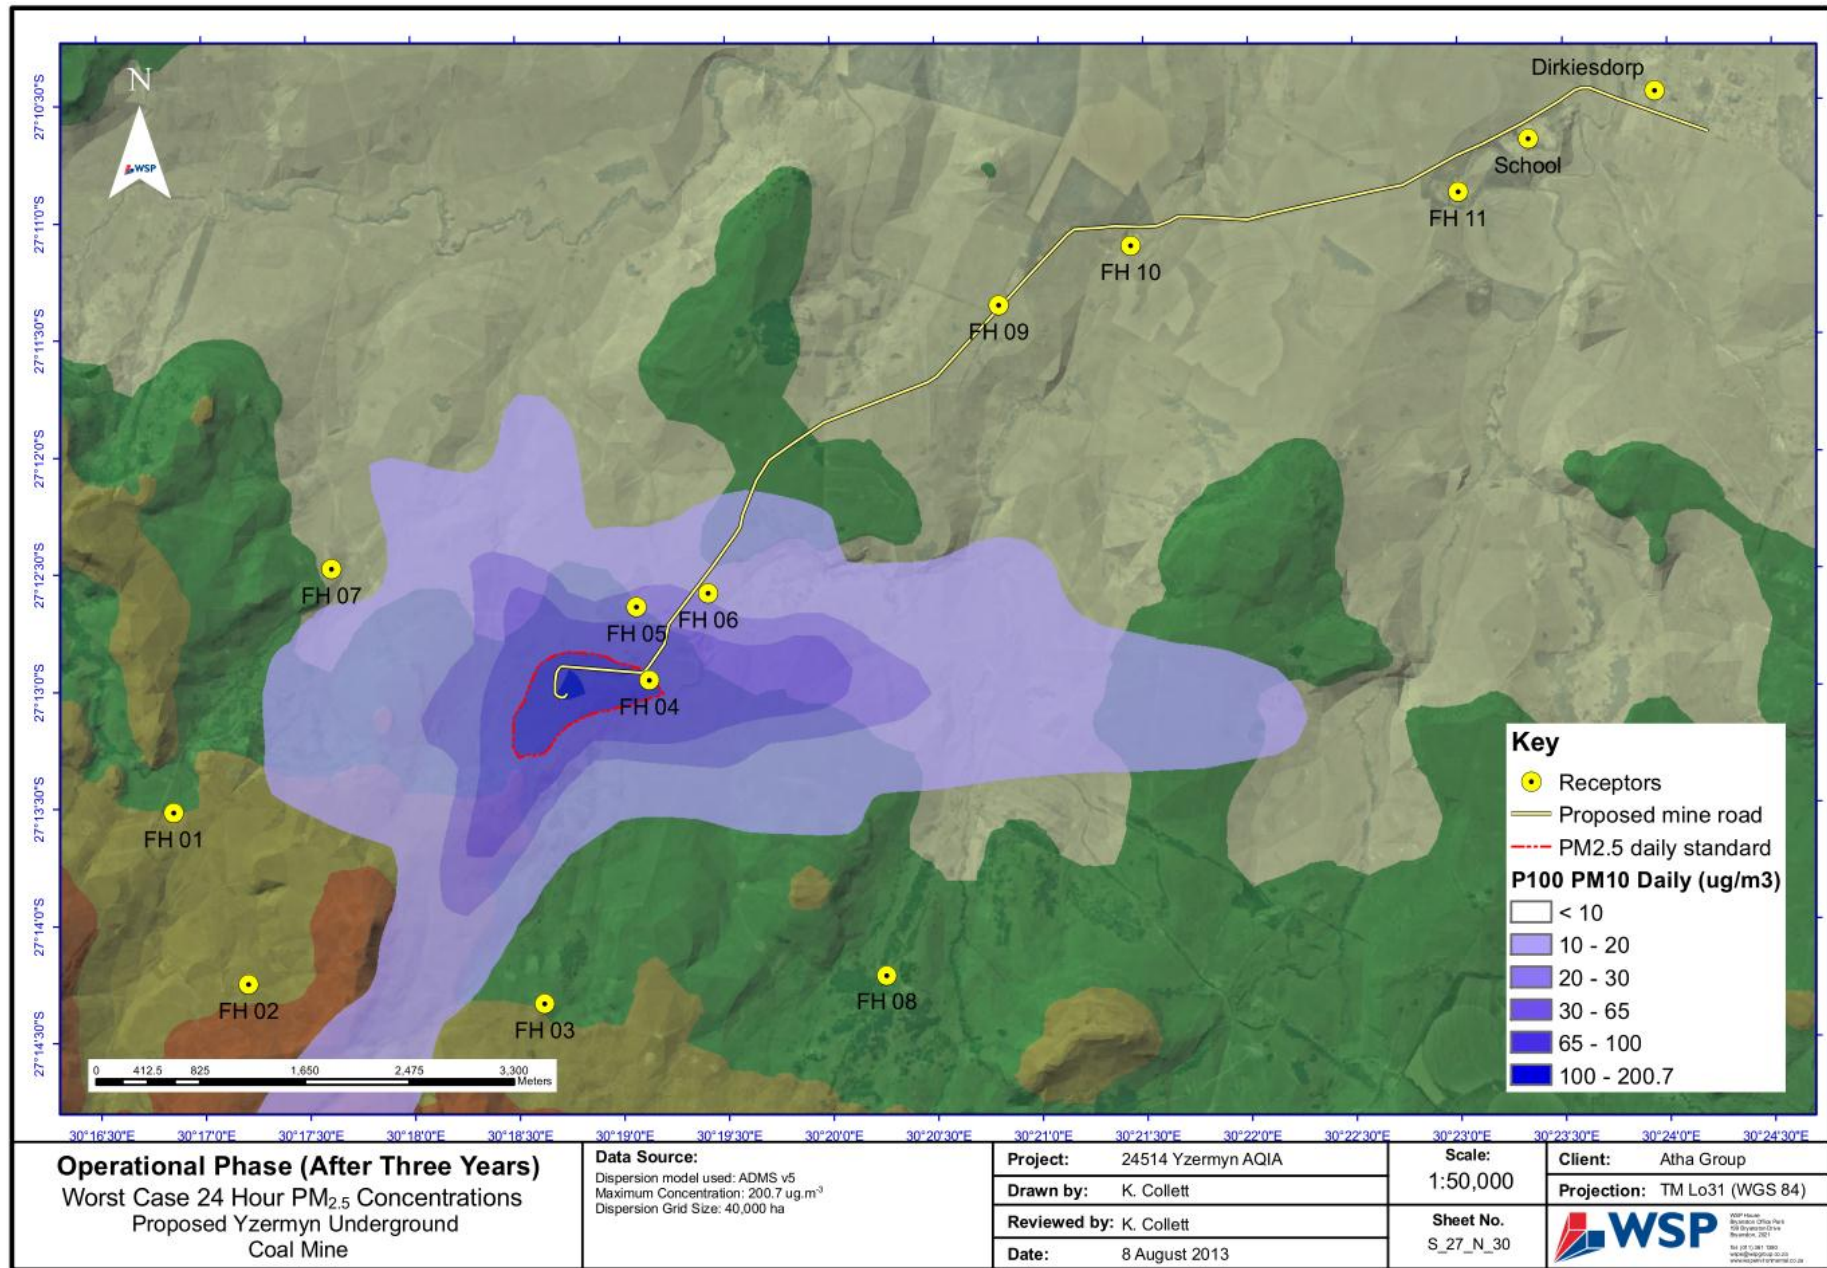 N
WSP
Dirkiesdorp
School
FH 11
FH 10
FH 09
FH 07
FH 05
FH 06
FH 04
FH 01
FH 02
FH 03
FH 08
27°10'30"S
27°11'0"S
27°11'30"S
27°12'0"S
27°12'30"S
27°13'0"S
27°13'30"S
27°14'0"S
27°14'30"S
Key
Receptors
Proposed mine road
PM2.5 daily standard
P100 PM10 Daily (ug/m3)
< 10
10 - 20
20 - 30
30 - 65
65 - 100
100 - 200.7
0 412.5 825 1,650 2,475 3,300
Meters
30°16'30"E 30°17'0"E 30°17'30"E 30°18'0"E 30°18'30"E 30°19'0"E 30°19'30"E 30°20'0"E 30°20'30"E 30°21'0"E 30°21'30"E 30°22'0"E 30°22'30"E 30°23'0"E 30°23'30"E 30°24'0"E 30°24'30"E
Operational Phase (After Three Years)
Worst Case 24 Hour PM2.5 Concentrations
Proposed Yzermyn Underground
Coal Mine
Data Source:
Dispersion model used: ADMS v5
Maximum Concentration: 200.7 ug.m-3
Dispersion Grid Size: 40,000 ha
Project: 24514 Yzermyn AQIA
Drawn by: K. Collett
Reviewed by: K. Collett
Date: 8 August 2013
Scale:
1:50,000
Sheet No.
S_27_N_30
Client: Atha Group
Projection: TM Lo31 (WGS 84)
WSP